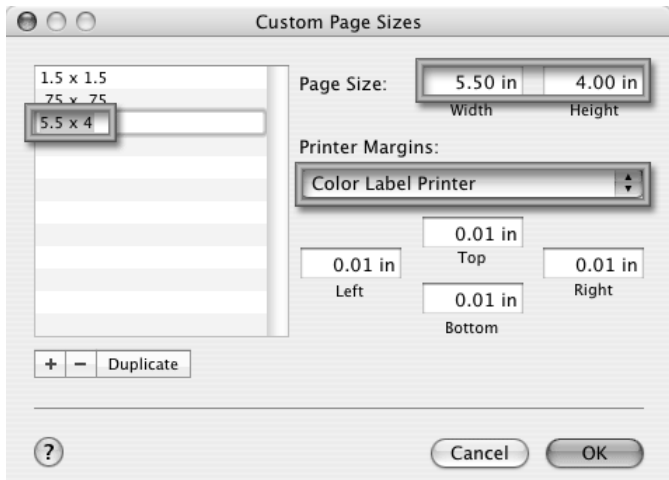 Custom Page Sizes
1.5 x 1.5
.75 x .75
5.5 x 4
Page Size:
5.50 in
4.00 in
Width
Height
Printer Margins:
Color Label Printer
0.01 in
Top
0.01 in
Left
0.01 in
Right
0.01 in
Bottom
+
−
Duplicate
?
Cancel
OK